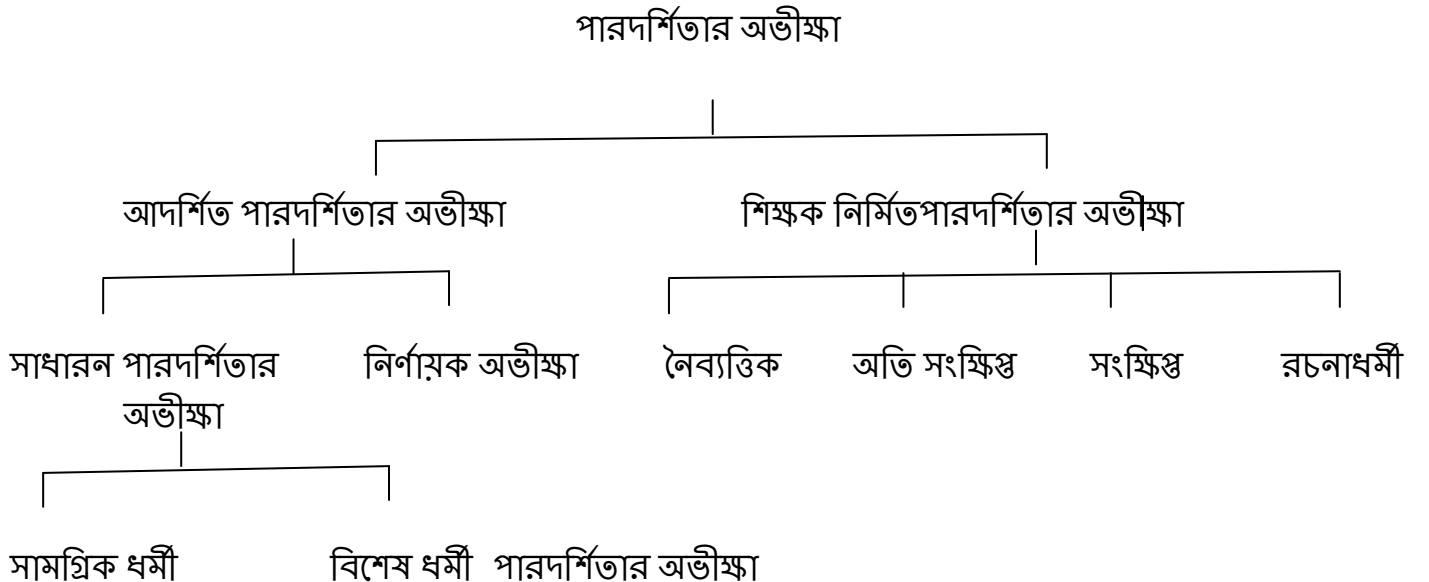 পারদর্শিতার অভীক্ষা
আদর্শিত পারদর্শিতার অভীক্ষা শিক্ষক নির্মিতপারদর্শিতার অভীক্ষা
সাধারন পারদর্শিতার নির্ণায়ক অভীক্ষা নৈব্যত্তিক অতি সংক্ষিপ্ত সংক্ষিপ্ত রচনাধর্মী
অভীক্ষা
সামগ্রিক ধর্মী বিশেষ ধর্মী পারদর্শিতার অভীক্ষা